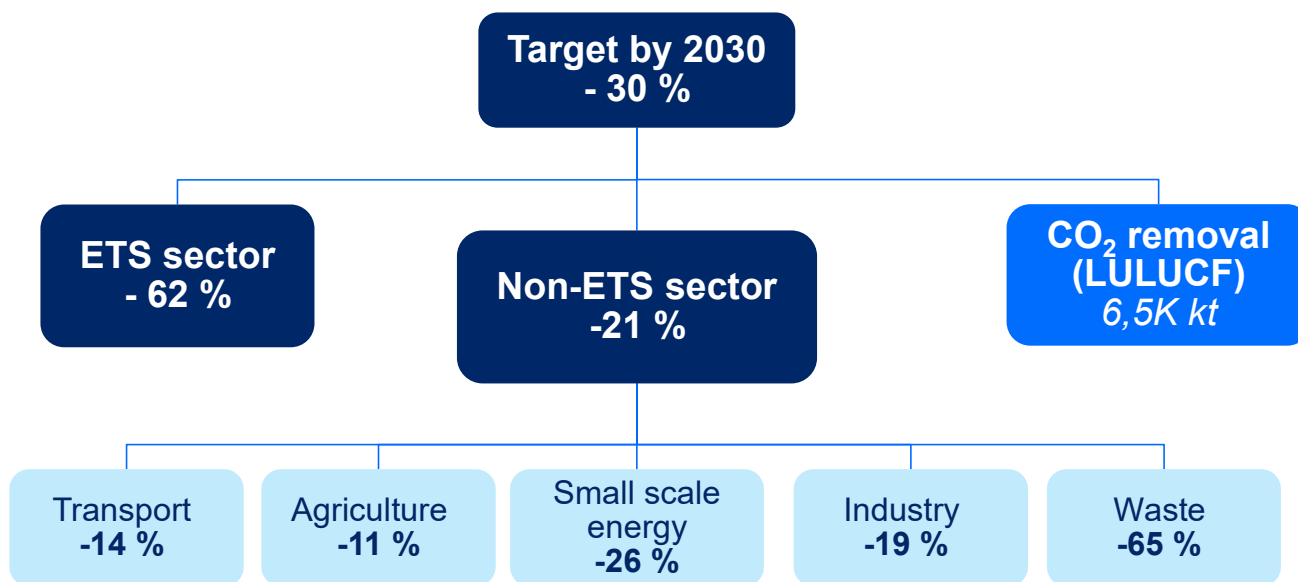 Target by 2030
- 30 %
ETS sector
- 62 %
Non-ETS sector
-21 %
CO₂ removal
(LULUCF)
6,5K kt
Transport
-14 %
Agriculture
-11 %
Small scale
energy
-26 %
Industry
-19 %
Waste
-65 %